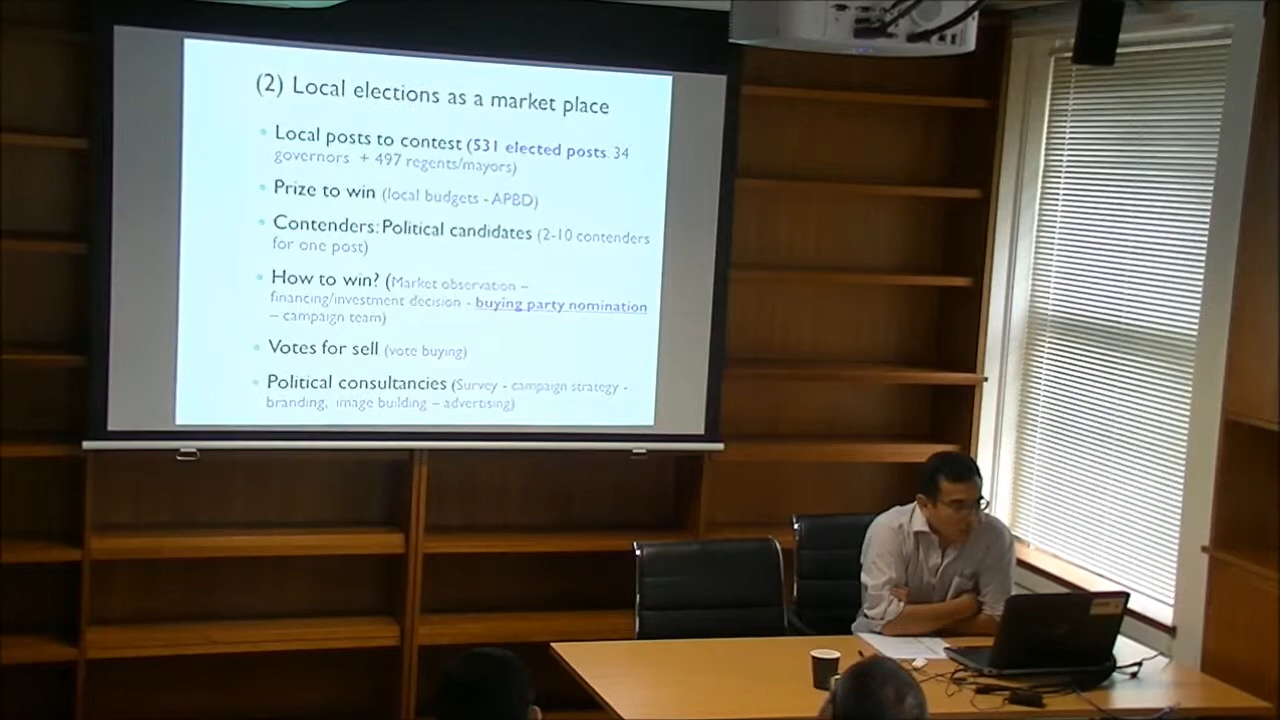 (2) Local elections as a market place
• Local posts to contest (531 elected posts. 34
governors + 497 regents/mayors)
• Prize to win (local budgets - APBD)
• Contenders: Political candidates (2-10 contenders
for one post)
• How to win? (Market observation –
financing/investment decision - buying party nomination
– campaign team)
• Votes for sell (vote buying)
• Political consultancies (Survey - campaign strategy -
branding, image building – advertising)